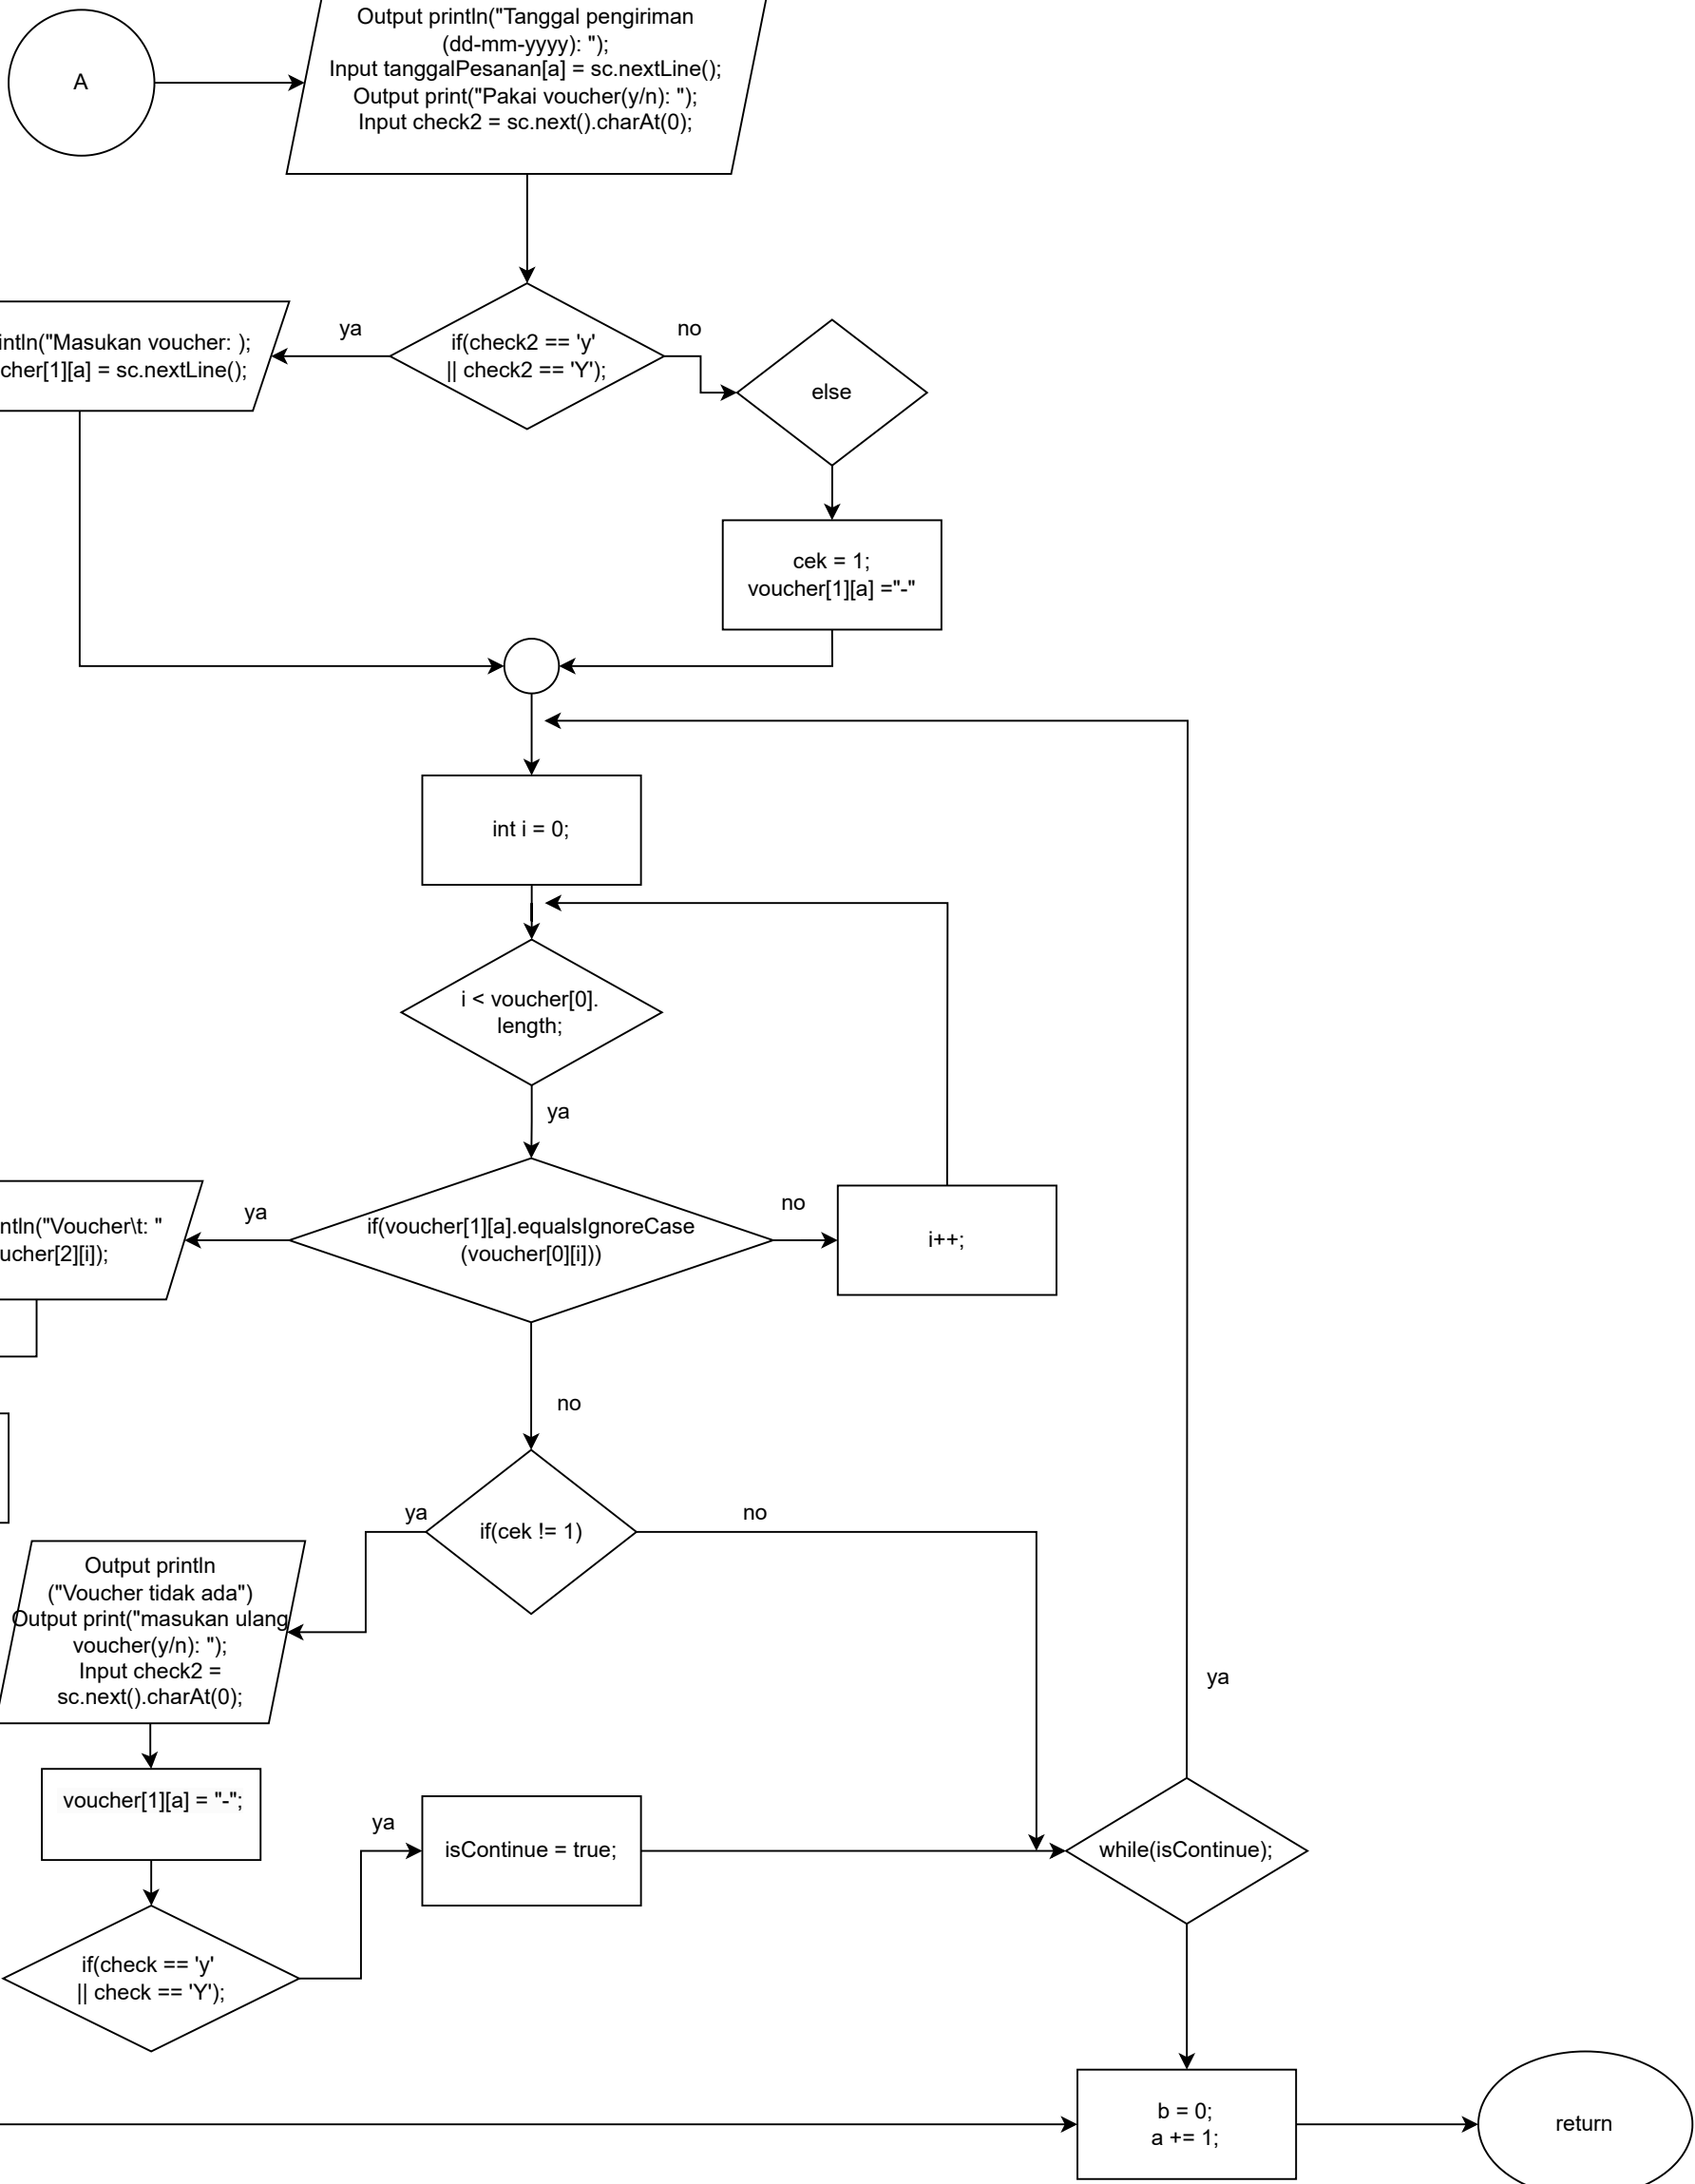 Output println("Tanggal pengiriman
(dd-mm-yyyy): ");
Input tanggalPesanan[a] = sc.nextLine();
Output print("Pakai voucher(y/n): ");
Input check2 = sc.next().charAt(0);
A
ya
if(check2 == 'y'
|| check2 == 'Y');
no
else
intln("Masukan voucher: );
cher[1][a] = sc.nextLine();
cek = 1;
voucher[1][a] ="-"
int i = 0;
i < voucher[0].
length;
ya
ntln("Voucher\t: "
ucher[2][i]);
ya
if(voucher[1][a].equalsIgnoreCase
(voucher[0][i]))
no
i++;
no
ya
if(cek != 1)
no
Output println
("Voucher tidak ada")
Output print("masukan ulang
voucher(y/n): ");
Input check2 =
sc.next().charAt(0);
ya
voucher[1][a] = "-";
ya
isContinue = true;
while(isContinue);
if(check == 'y'
|| check == 'Y');
b = 0;
a += 1;
return